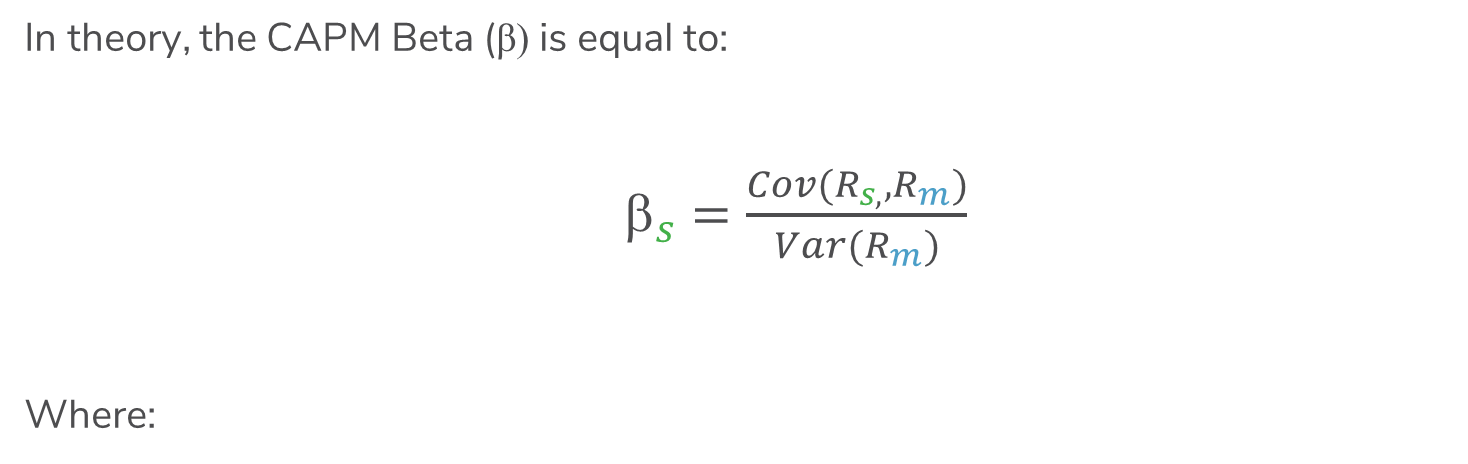 In theory, the CAPM Beta (β) is equal to:
βs = Cov(Rs,,Rm)
Var(Rm)
Where: